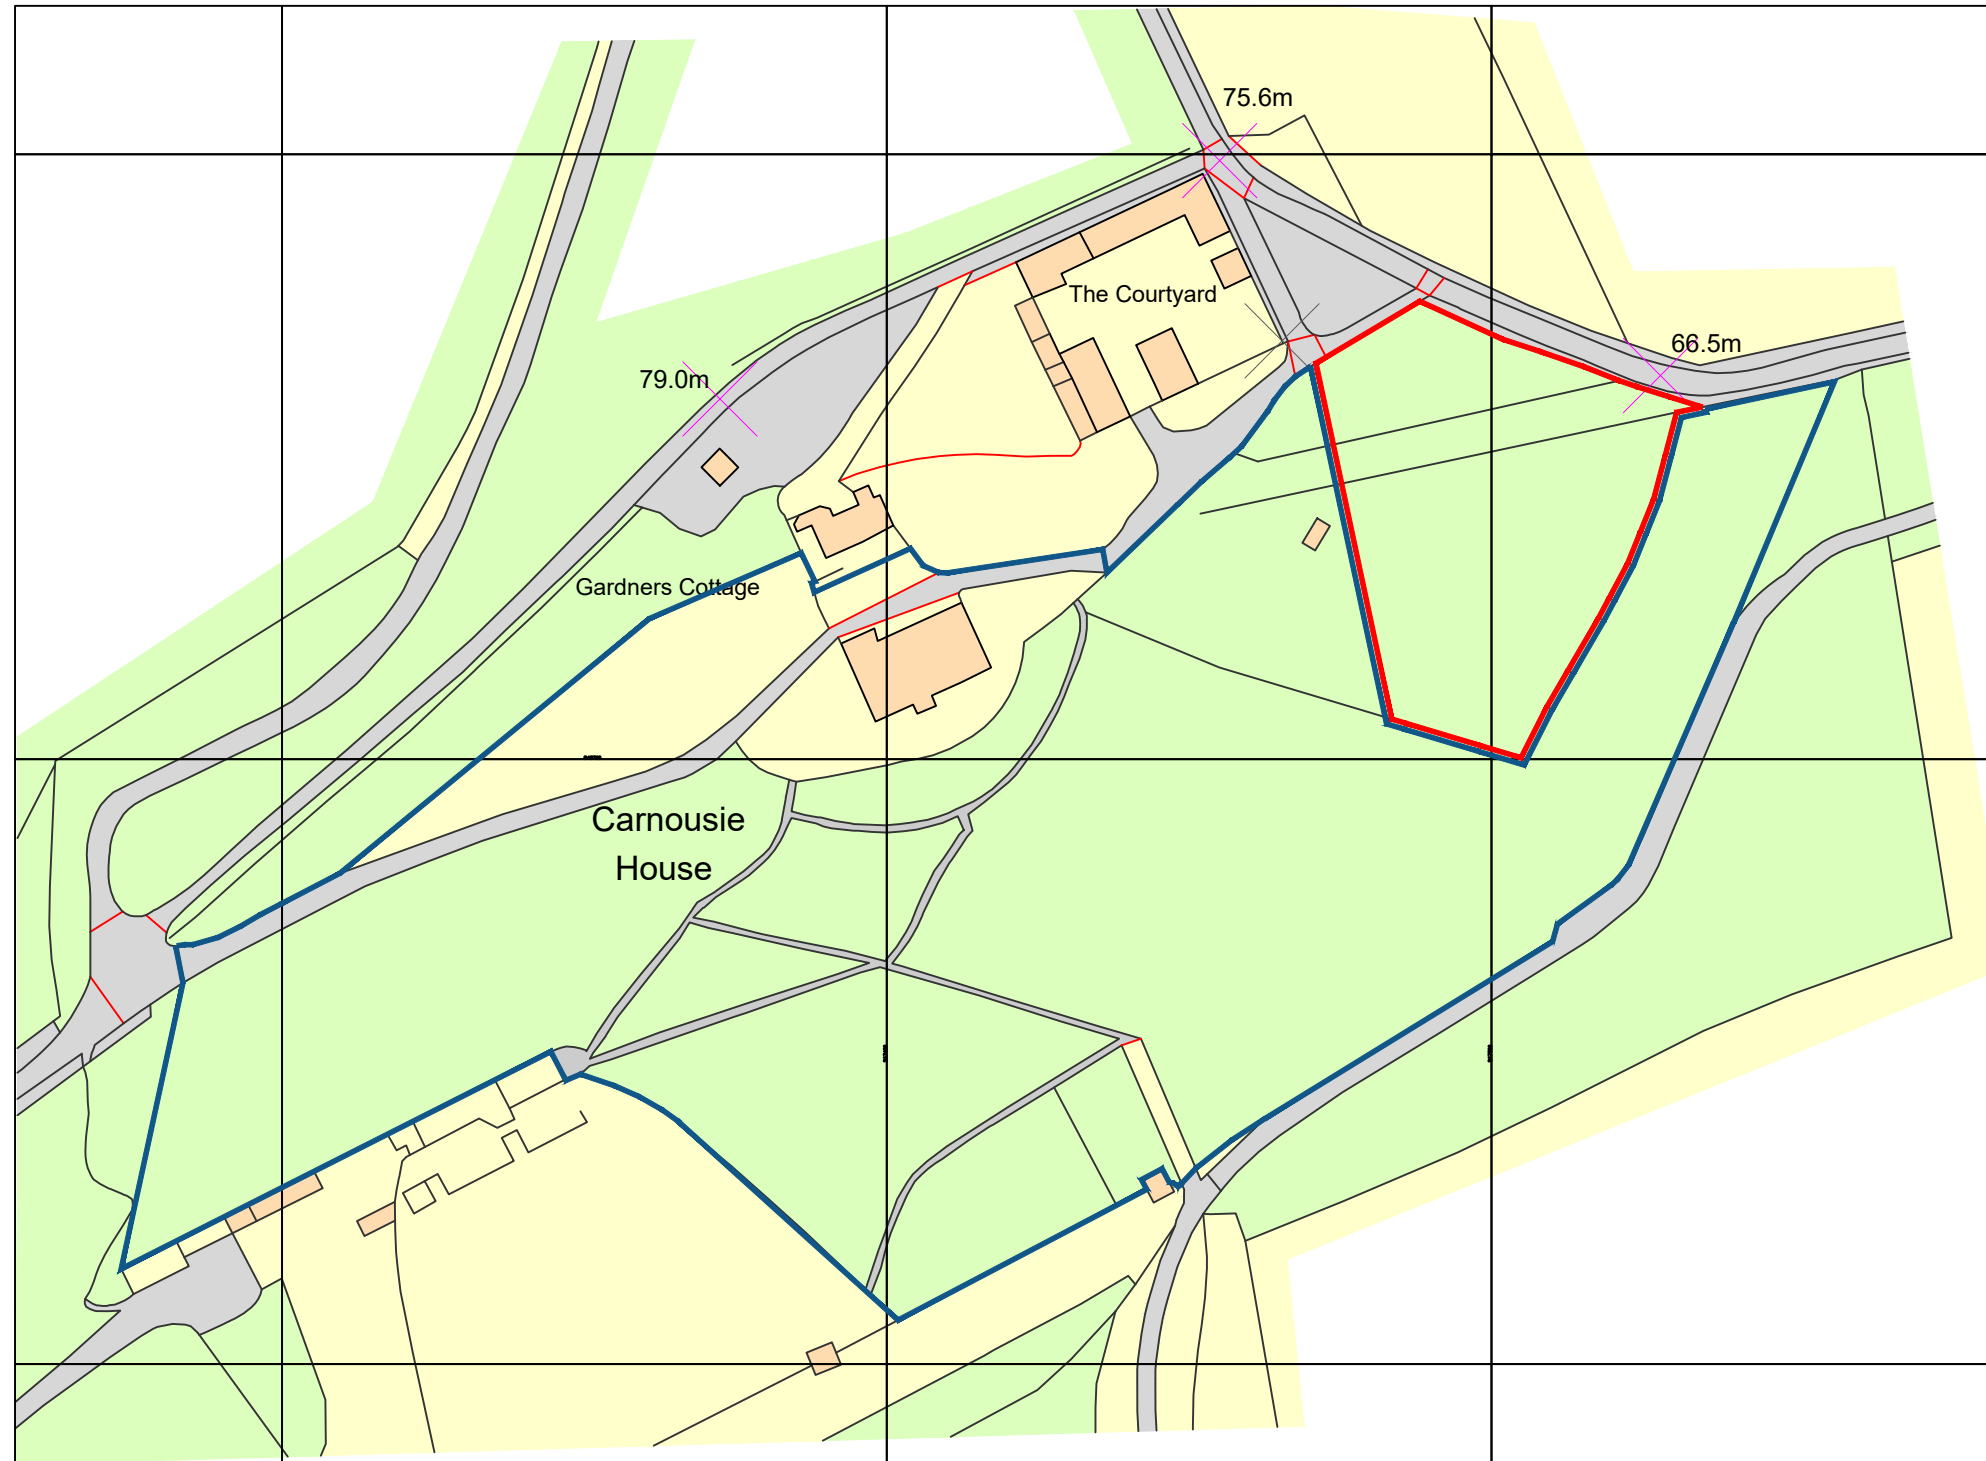 75.6m
The Courtyard
66.5m
79.0m
Gardners Cottage
Carnousie
House